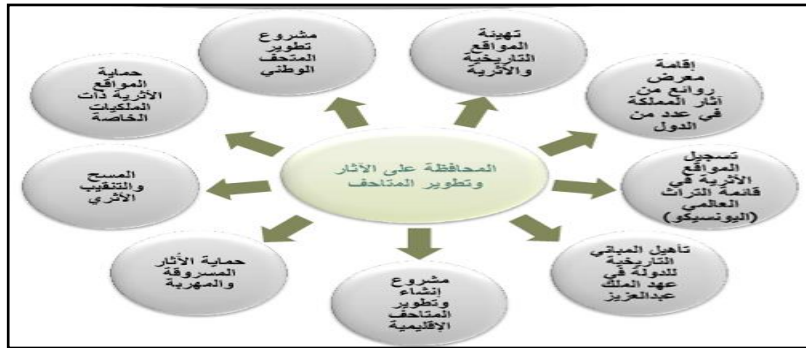 المحافظة على الآثار
وتطوير المتاحف
تهيئة
المواقع
التاريخية
والأثرية
إقامة
معرض
روائع من
آثار المملكة
في عدد من
الدول
تسجيل
المواقع
الأثرية في
قائمة التراث
العالمي
(اليونسيكو)
تأهيل المباني
التاريخية
للدولة في
عهد الملك
عبدالعزيز
مشروع
إنشاء
وتطوير
المتاحف
الإقليمية
حماية الأثار
المسروقة
والمهربة
المسح
والتنقيب
الأثري
حماية
المواقع
الأثرية ذات
الملكيات
الخاصة
مشروع
تطوير
المتحف
الوطني